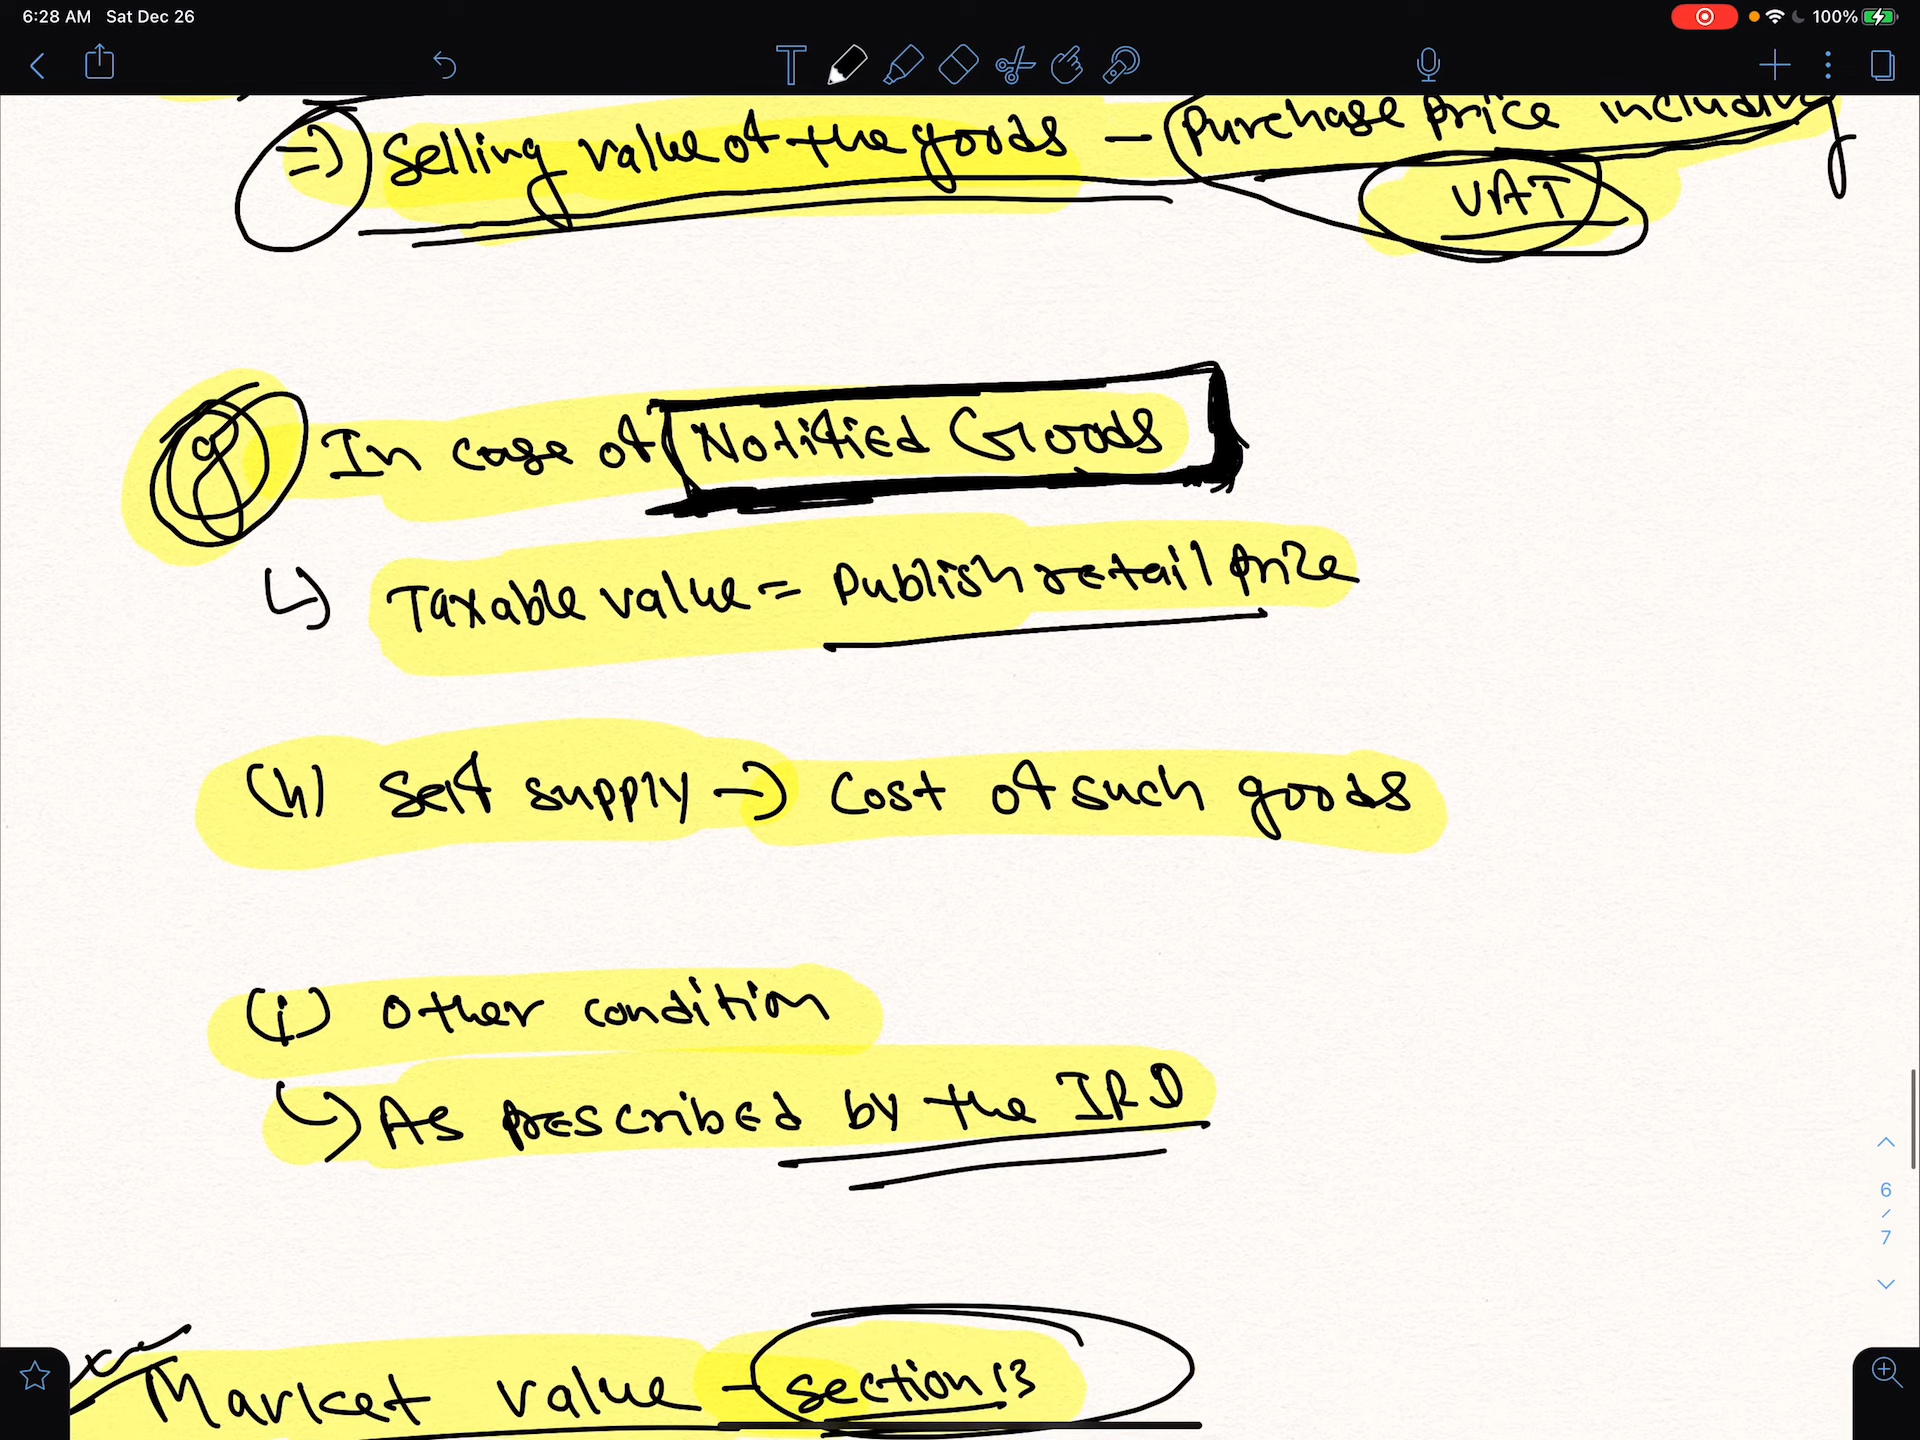 6:28 AM Sat Dec 26
100%
=) Selling value of the goods — Purchase price including
VAT
g In case of Notified Goods
↳ Taxable value = Publish retail prize
(h) Self supply → Cost of such goods
(i) Other condition
↳ As prescribed by the IRD
6
/
7
Market value - section 13